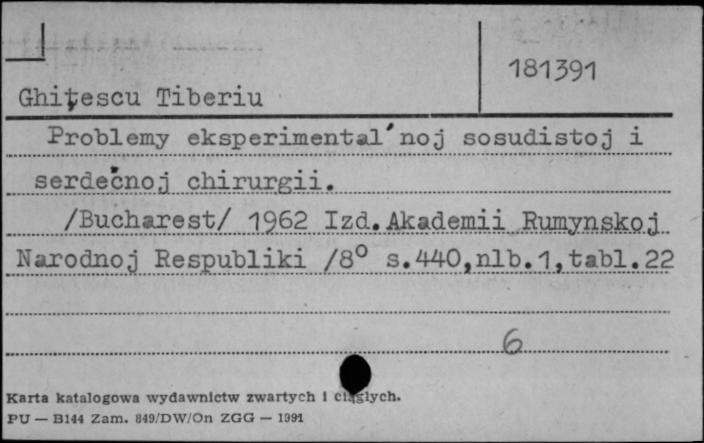 181391
Ghițescu Tiberiu
Problemy eksperimental'noj sosudistoj i
serdečnoj chirurgii.
/Bucharest/ 1962 Izd.Akademii Rumynskoj
Narodnoj Respubliki /8° s.440,nlb.1,tabl.22
6
Karta katalogowa wydawnictw zwartych i ciągłych.
PU — B144 Zam. 849/DW/On ZGG — 1991